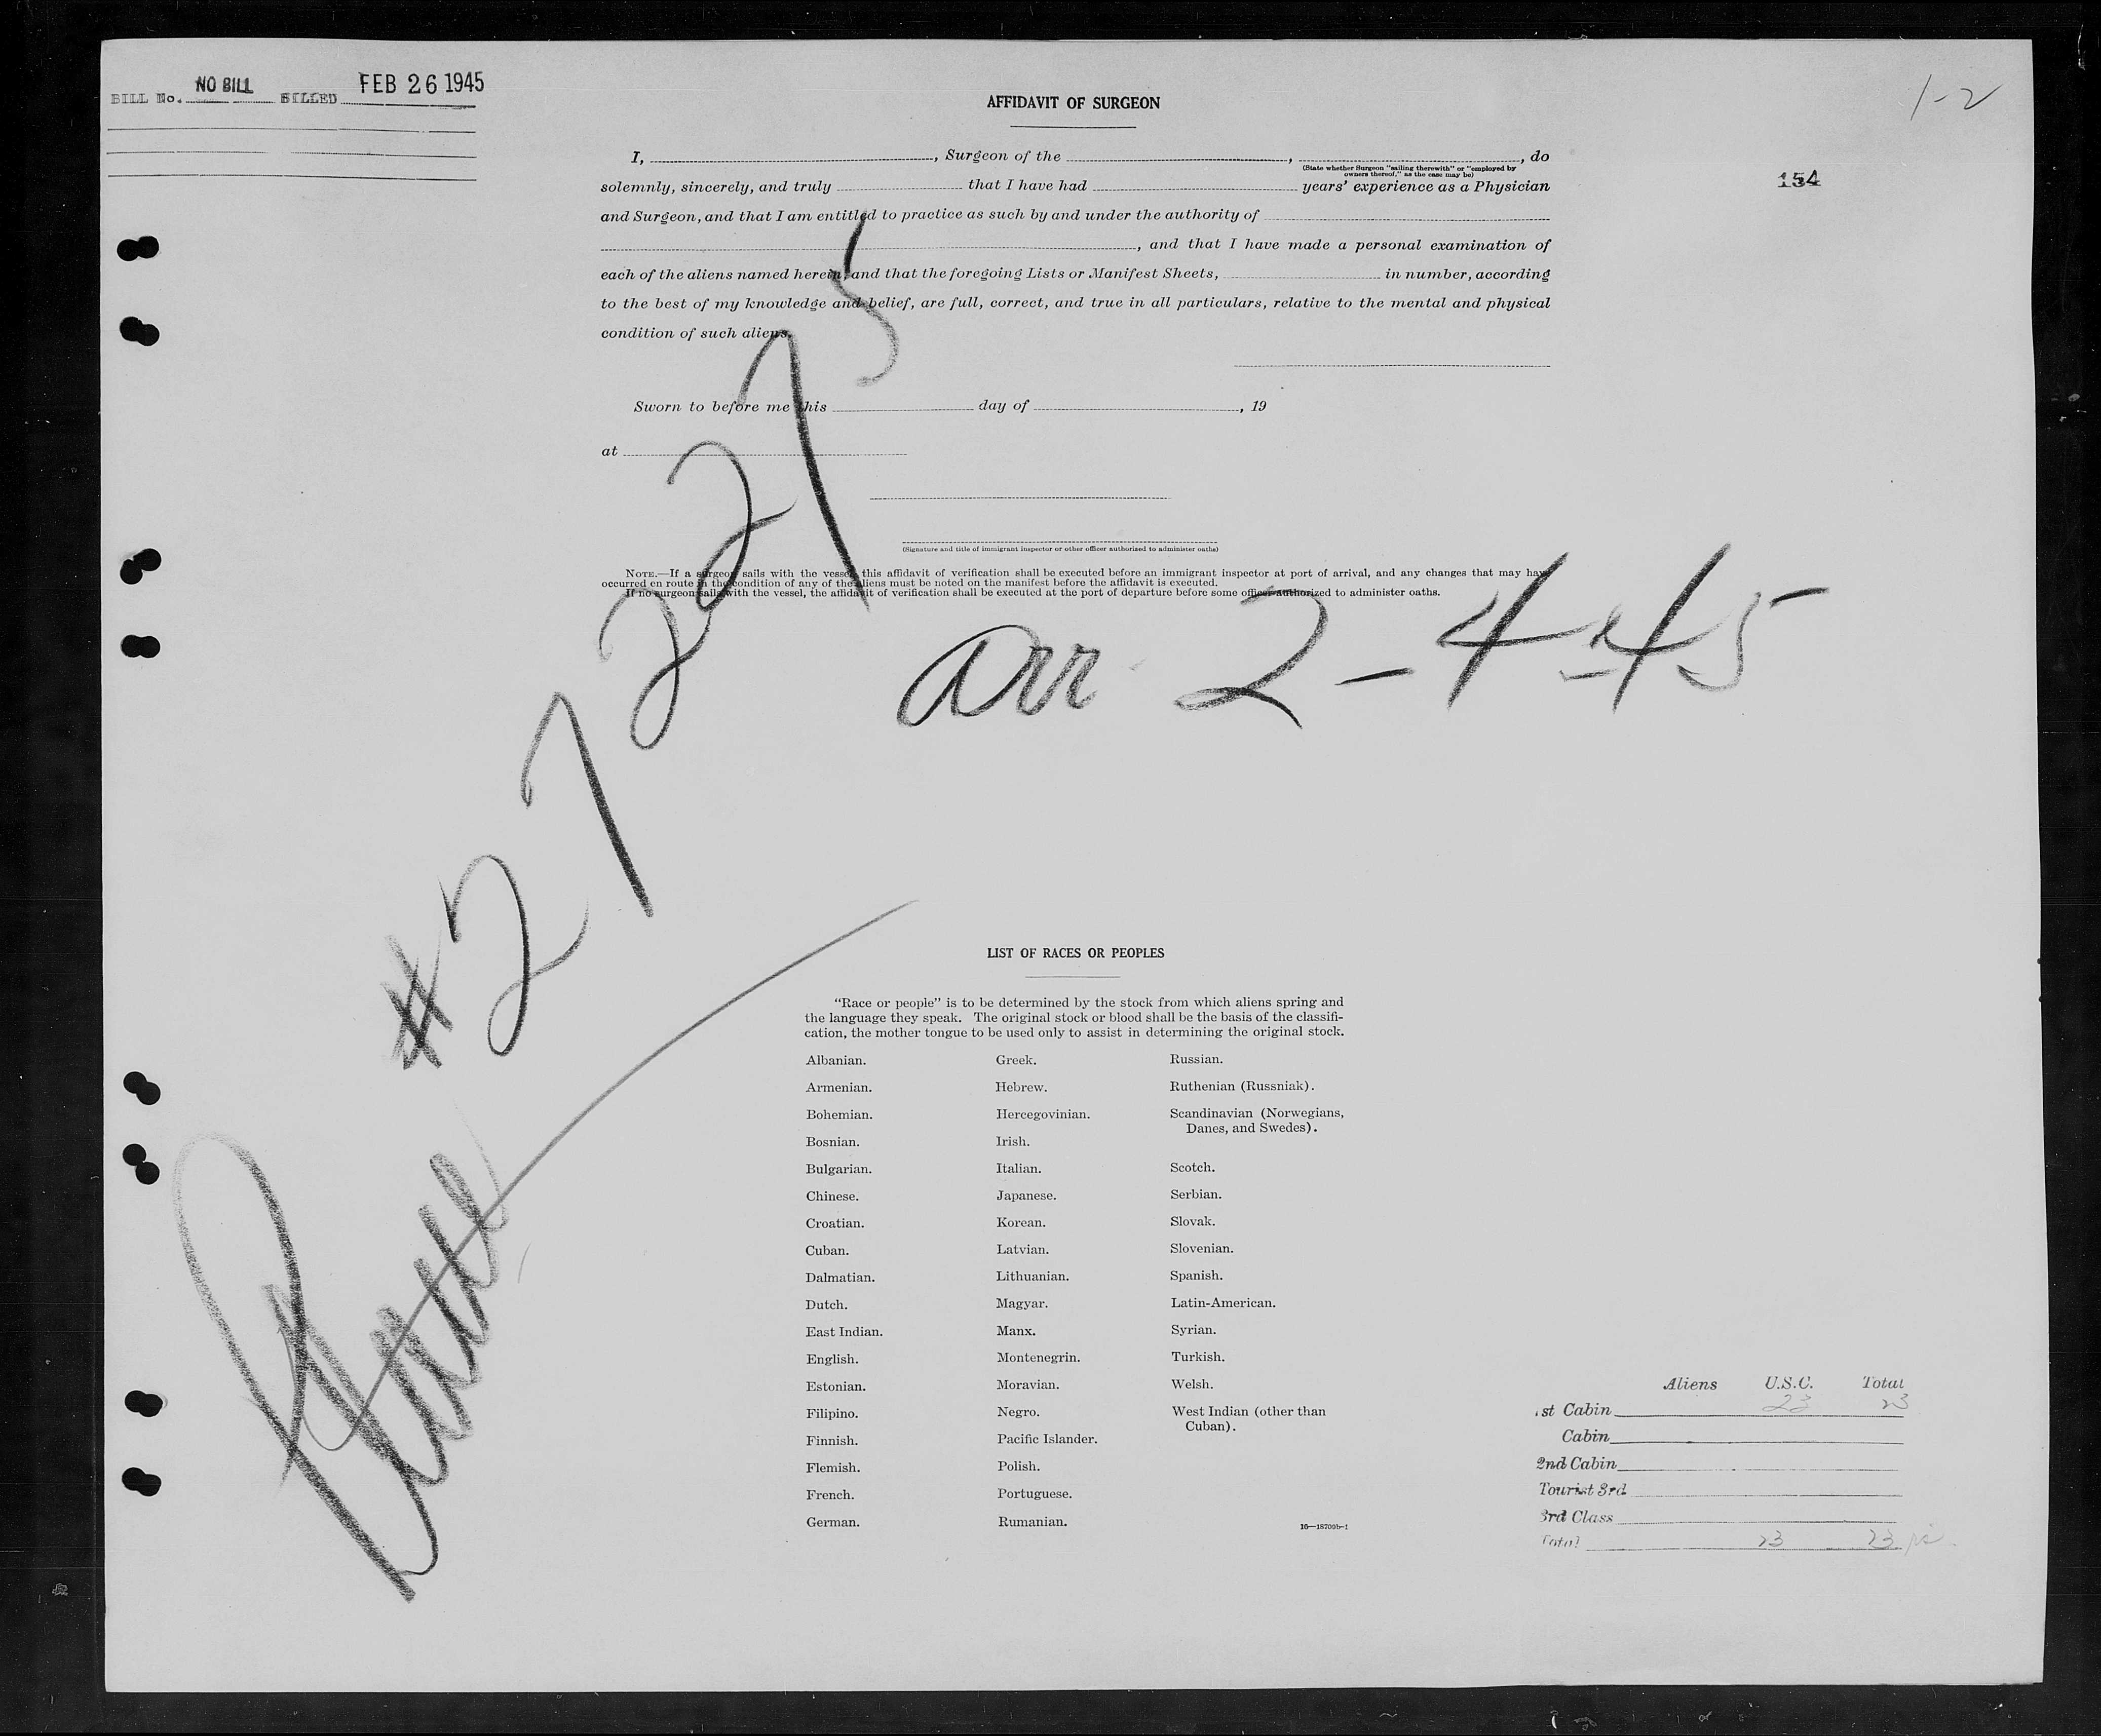 BILL No. NO BILL BILLED FEB 26 1945
1-2
154
AFFIDAVIT OF SURGEON
I, , Surgeon of the , , do
(State whether Surgeon "sailing therewith" or "employed by
owners thereof," as the case may be)
solemnly, sincerely, and truly that I have had years' experience as a Physician
and Surgeon, and that I am entitled to practice as such by and under the authority of
, and that I have made a personal examination of
each of the aliens named herein, and that the foregoing Lists or Manifest Sheets, in number, according
to the best of my knowledge and belief, are full, correct, and true in all particulars, relative to the mental and physical
condition of such aliens.
Sworn to before me this day of , 19
at
(Signature and title of immigrant inspector or other officer authorized to administer oaths)
NOTE.—If a surgeon sails with the vessel, this affidavit of verification shall be executed before an immigrant inspector at port of arrival, and any changes that may have
occurred en route in the condition of any of the aliens must be noted on the manifest before the affidavit is executed.
If no surgeon sails with the vessel, the affidavit of verification shall be executed at the port of departure before some officer authorized to administer oaths.
#272275
arr 2-4-45
LIST OF RACES OR PEOPLES
"Race or people" is to be determined by the stock from which aliens spring and
the language they speak. The original stock or blood shall be the basis of the classifi-
cation, the mother tongue to be used only to assist in determining the original stock.
Albanian. Greek. Russian.
Armenian. Hebrew. Ruthenian (Russniak).
Bohemian. Hercegovinian. Scandinavian (Norwegians,
Danes, and Swedes).
Bosnian. Irish.
Bulgarian. Italian. Scotch.
Chinese. Japanese. Serbian.
Croatian. Korean. Slovak.
Cuban. Latvian. Slovenian.
Dalmatian. Lithuanian. Spanish.
Dutch. Magyar. Latin-American.
East Indian. Manx. Syrian.
English. Montenegrin. Turkish.
Estonian. Moravian. Welsh.
Filipino. Negro. West Indian (other than
Cuban).
Finnish. Pacific Islander.
Flemish. Polish.
French. Portuguese.
German. Rumanian.
16—18709b-1
Aliens U.S.C. Total
1st Cabin 23 23
Cabin
2nd Cabin
Tourist 3rd
3rd Class
Total 23 23